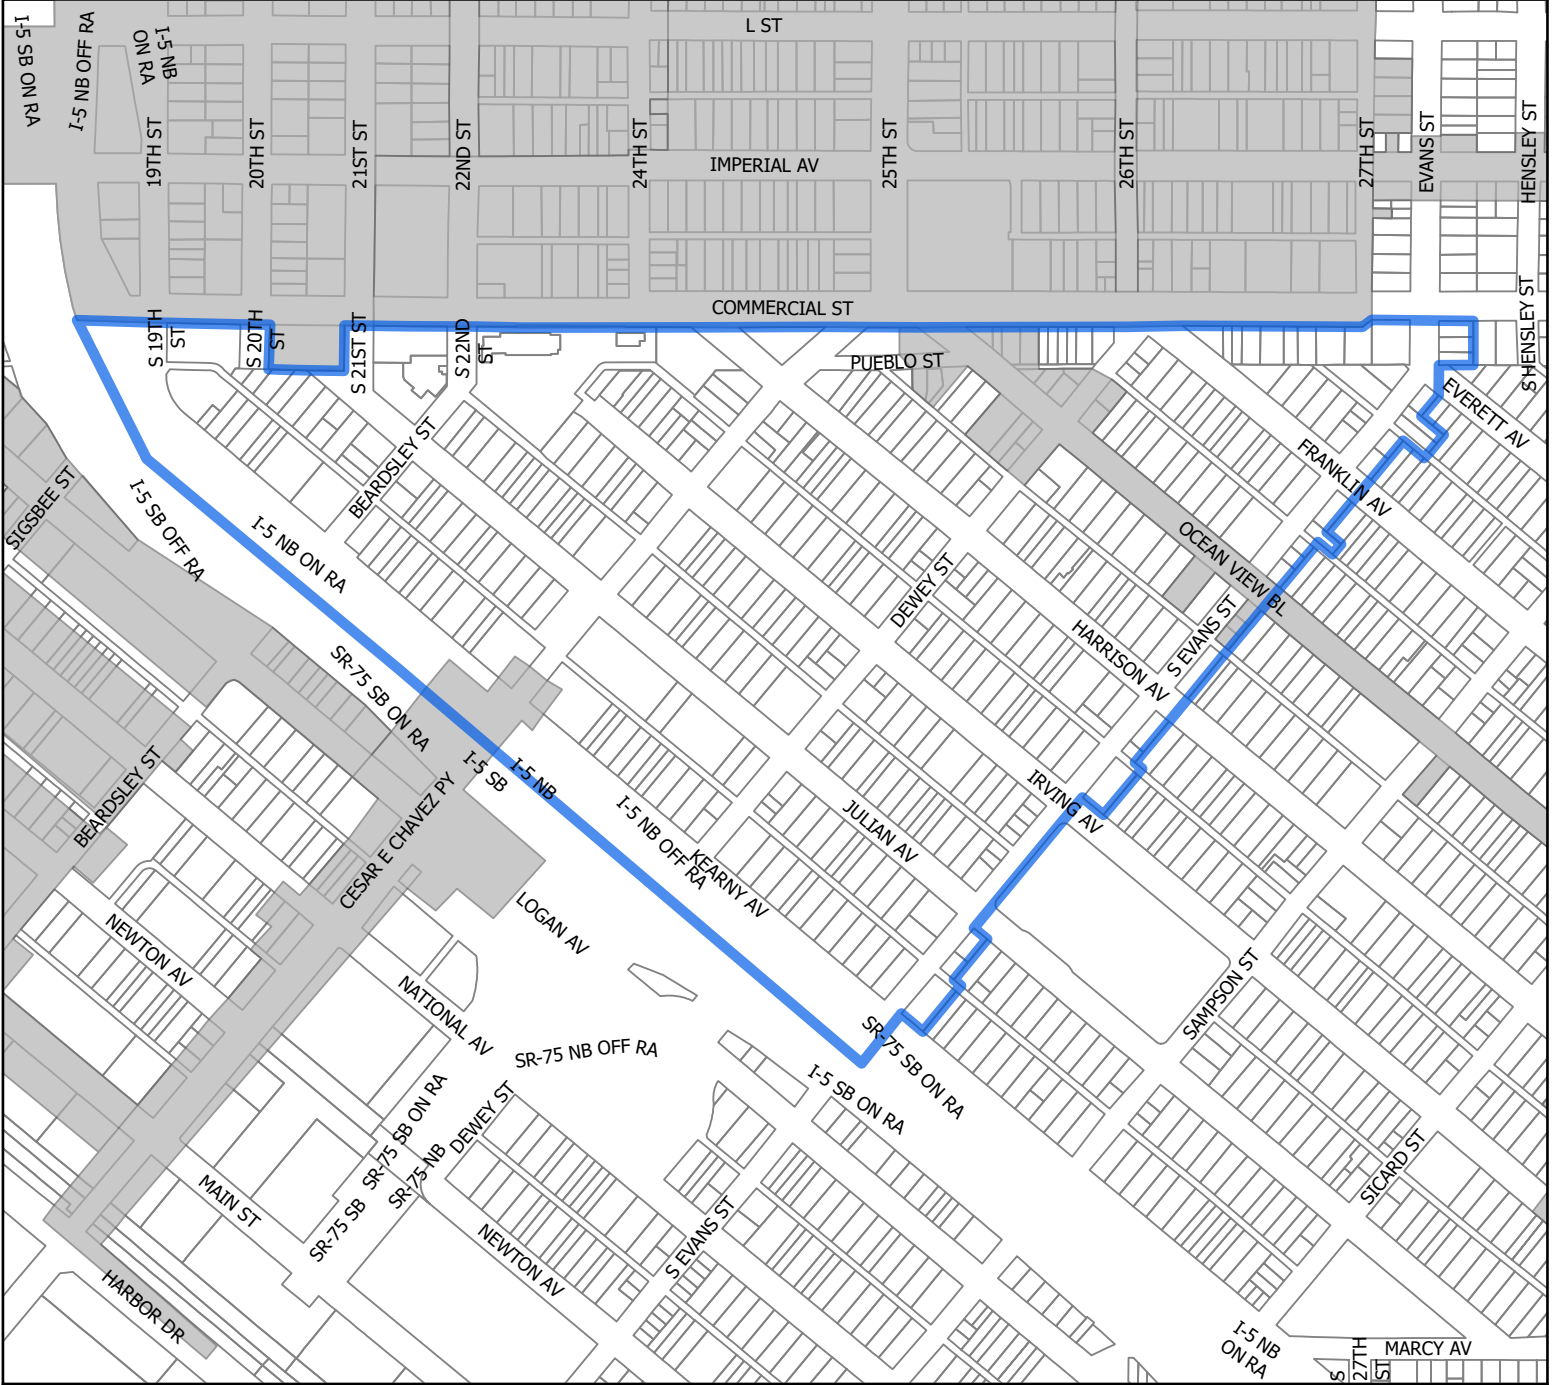 L ST
I-5 SB ON RA
I-5 NB OFF RA
I-5 NB
ON RA
19TH ST
20TH ST
21ST ST
22ND ST
24TH ST
25TH ST
26TH ST
27TH ST
EVANS ST
HENSLEY ST
IMPERIAL AV
COMMERCIAL ST
S 19TH
ST
S 20TH
ST
S 21ST ST
S 22ND
ST
S HENSLEY ST
PUEBLO ST
EVERETT AV
FRANKLIN AV
BEARDSLEY ST
SIGSBEE ST
I-5 SB OFF RA
I-5 NB ON RA
OCEAN VIEW BL
DEWEY ST
S EVANS ST
HARRISON AV
SR-75 SB ON RA
I-5 SB
I-5 NB
BEARDSLEY ST
CESAR E CHAVEZ PY
I-5 NB OFF RA
KEARNY AV
JULIAN AV
IRVING AV
LOGAN AV
NEWTON AV
NATIONAL AV
SAMPSON ST
SR-75 NB OFF RA
SR-75 SB ON RA
I-5 SB ON RA
SR-75 SB ON RA
DEWEY ST
SR-75 NB
SR-75 SB
MAIN ST
SICARD ST
S EVANS ST
NEWTON AV
HARBOR DR
I-5 NB
ON RA
MARCY AV
S
27TH
ST